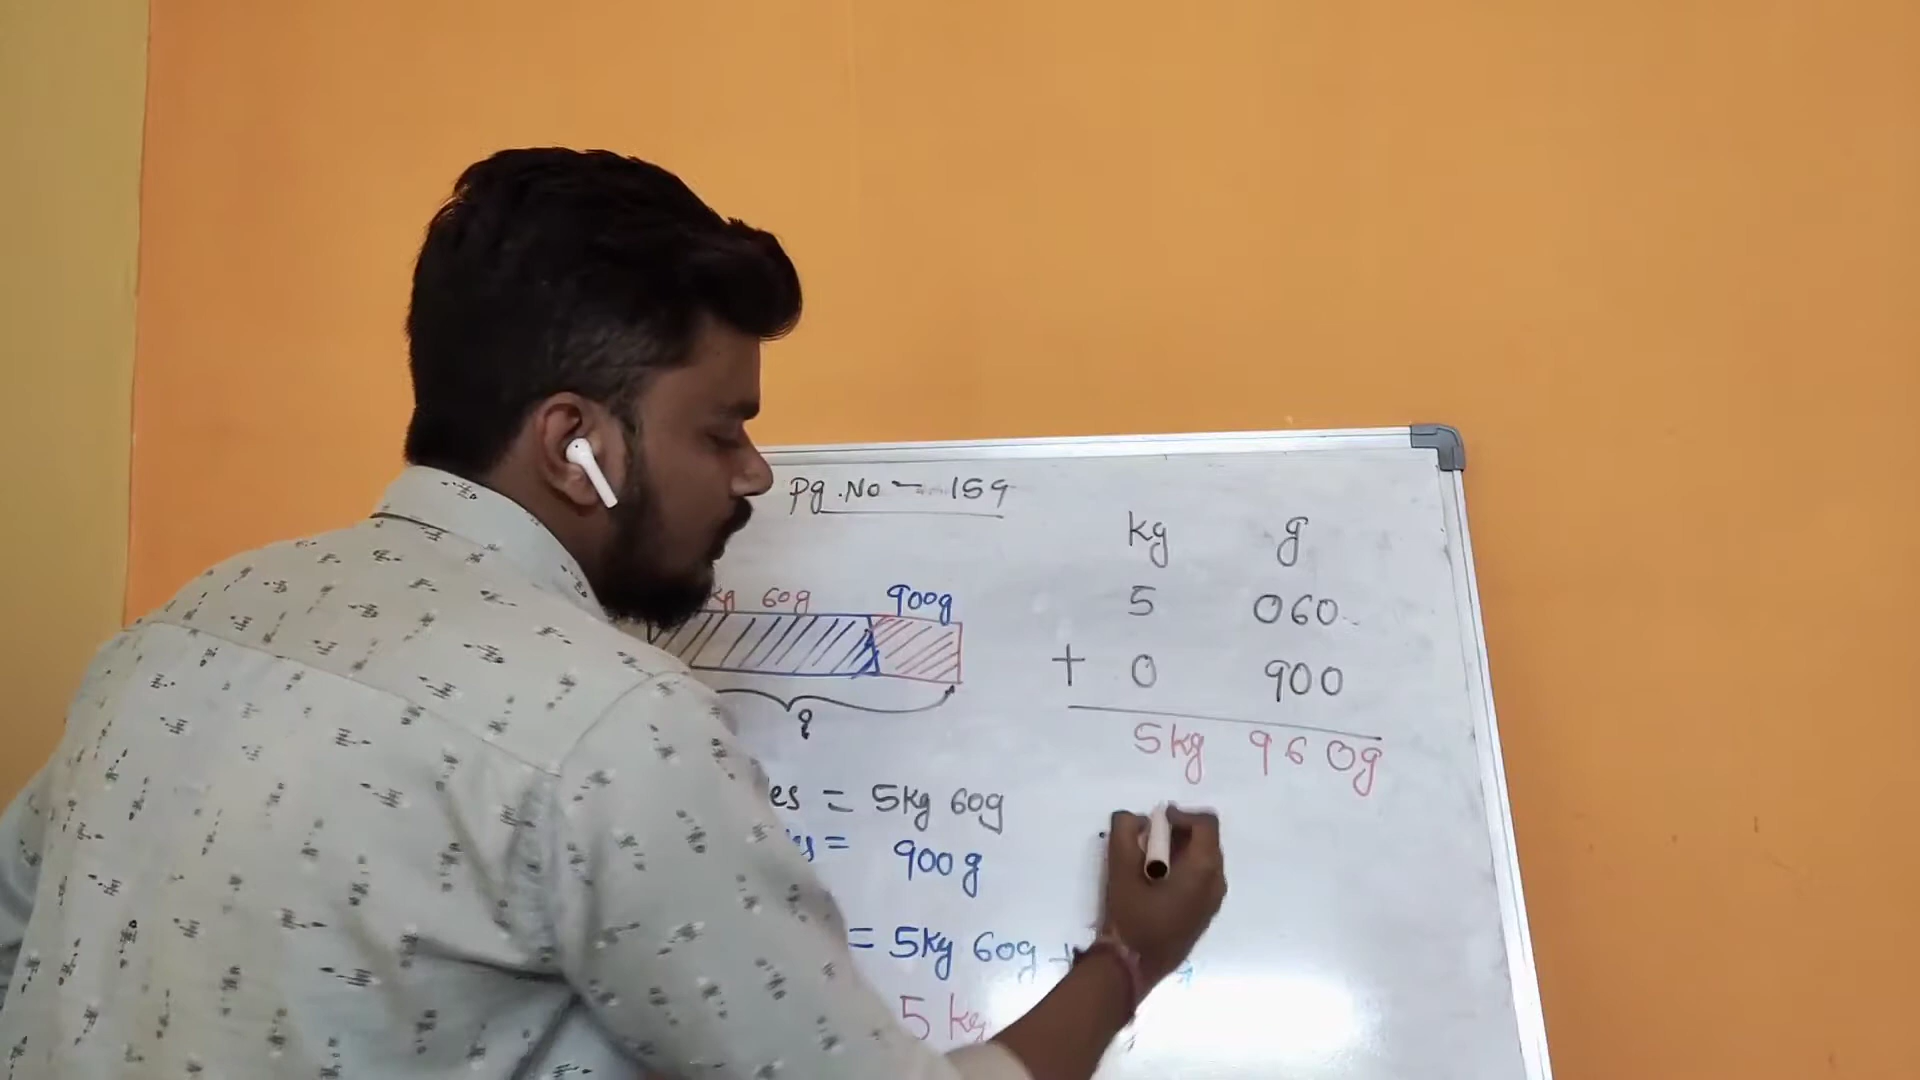 Pg.No - 159
kg g
60g 900g
5 060
+ 0 900
?
5kg 960g
= 5kg 60g
= 900g
= 5kg 60g +
5 kg